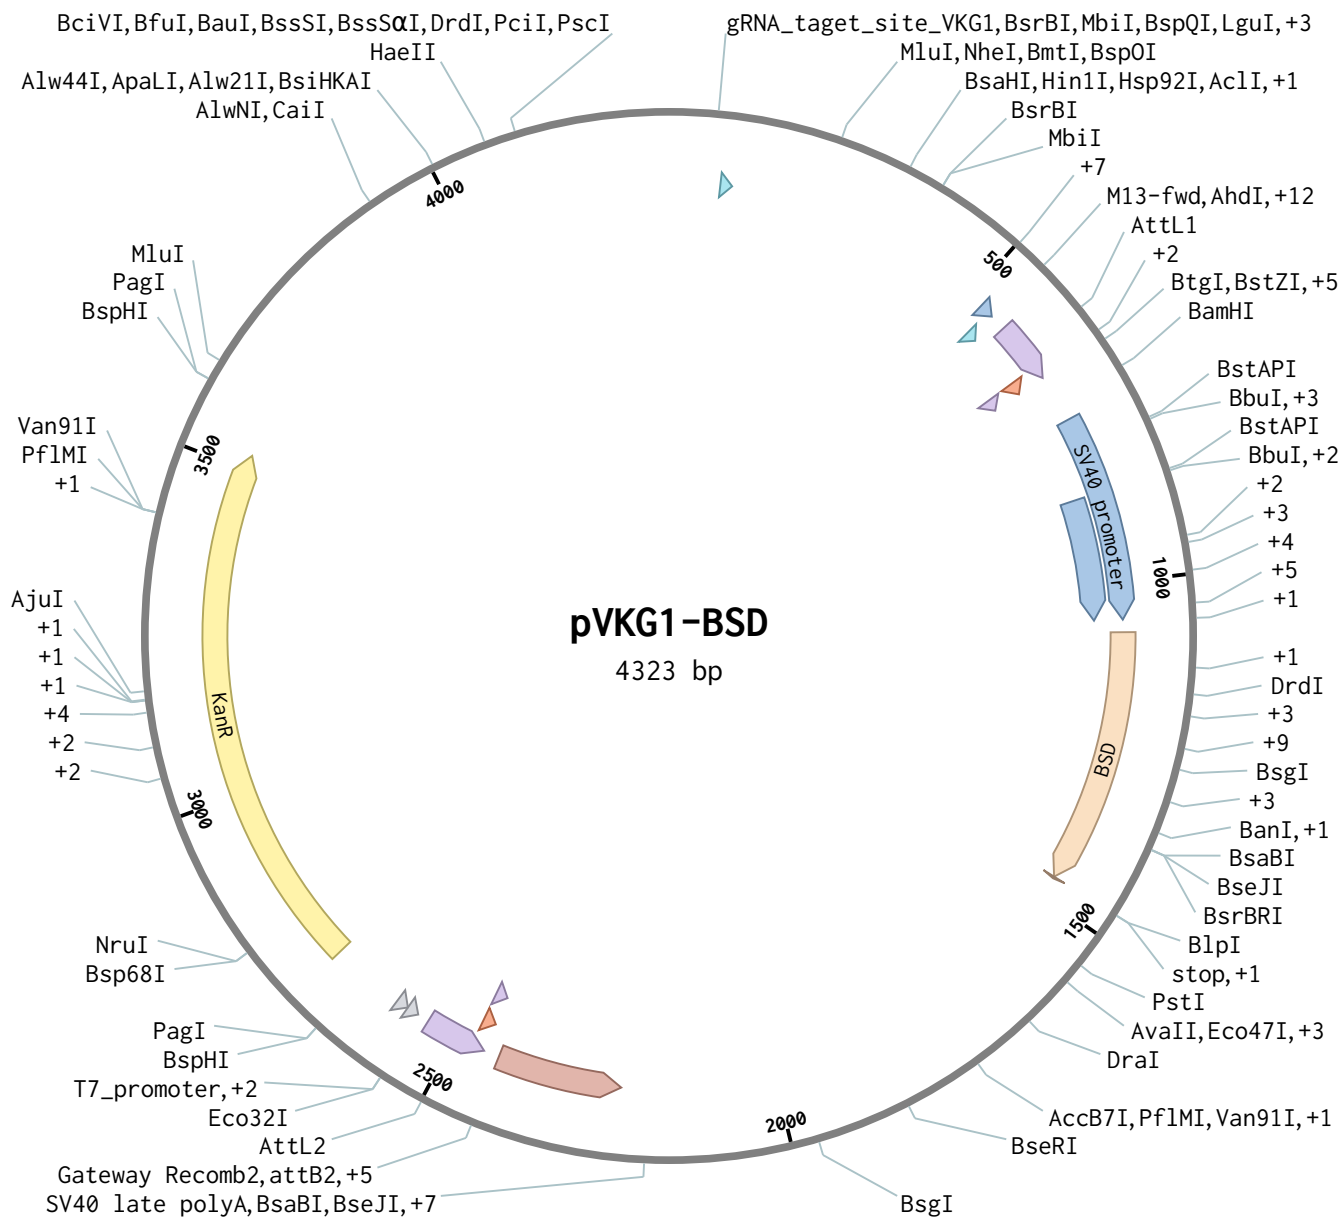 BciVI,BfuI,BauI,BssSI,BssSαI,DrdI,PciI,PscI
HaeII
Alw44I,ApaLI,Alw21I,BsiHKAI
AlwNI,CaiI
gRNA_taget_site_VKG1,BsrBI,MbiI,BspQI,LguI,+3
MluI,NheI,BmtI,BspOI
BsaHI,Hin1II,Hsp92I,AclI,+1
BsrBI
MbiI
+7
M13-fwd,AhdI,+12
AttL1
+2
BtgI,BstZI,+5
BamHI
BstAPI
BbuI,+3
BstAPI
BbuI,+2
+2
+3
+4
+5
+1
+1
DrdI
+3
+9
BsgI
+3
BanI,+1
BsaBI
BseJI
BsrBRI
BlpI
stop,+1
PstI
AvaII,Eco47I,+3
DraI
AccB7I,PflMI,Van91I,+1
BseRI
BsgI
SV40 late polyA,BsaBI,BseJI,+7
Gateway Recomb2,attB2,+5
AttL2
Eco32I
T7_promoter,+2
BspHI
PagI
Bsp68I
NruI
+2
+2
+4
+1
+1
+1
AjuI
+1
PflMI
Van91I
BspHI
PagI
MluI
500
1000
1500
2000
2500
3000
3500
4000
SV40 promoter
BSD
KanR
pVKG1-BSD
4323 bp